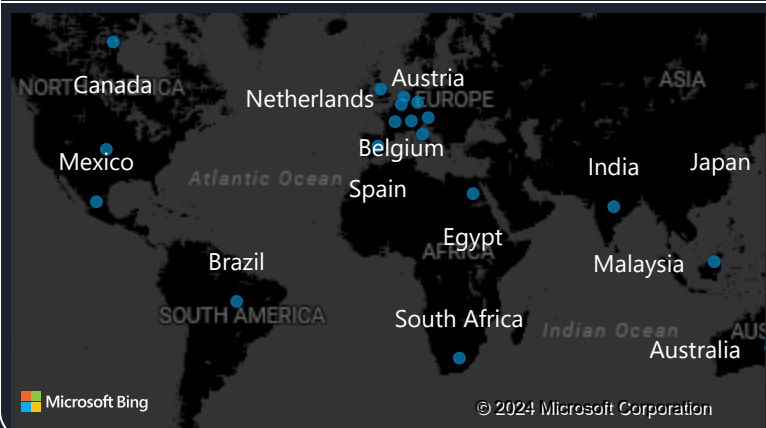 NORTH AMERICA
Canada
Austria
ASIA
Netherlands
EUROPE
Belgium
Mexico
India
Japan
Atlantic Ocean
Spain
Egypt
AFRICA
Brazil
Malaysia
SOUTH AMERICA
South Africa
Indian Ocean
AUS
Australia
Microsoft Bing
© 2024 Microsoft Corporation